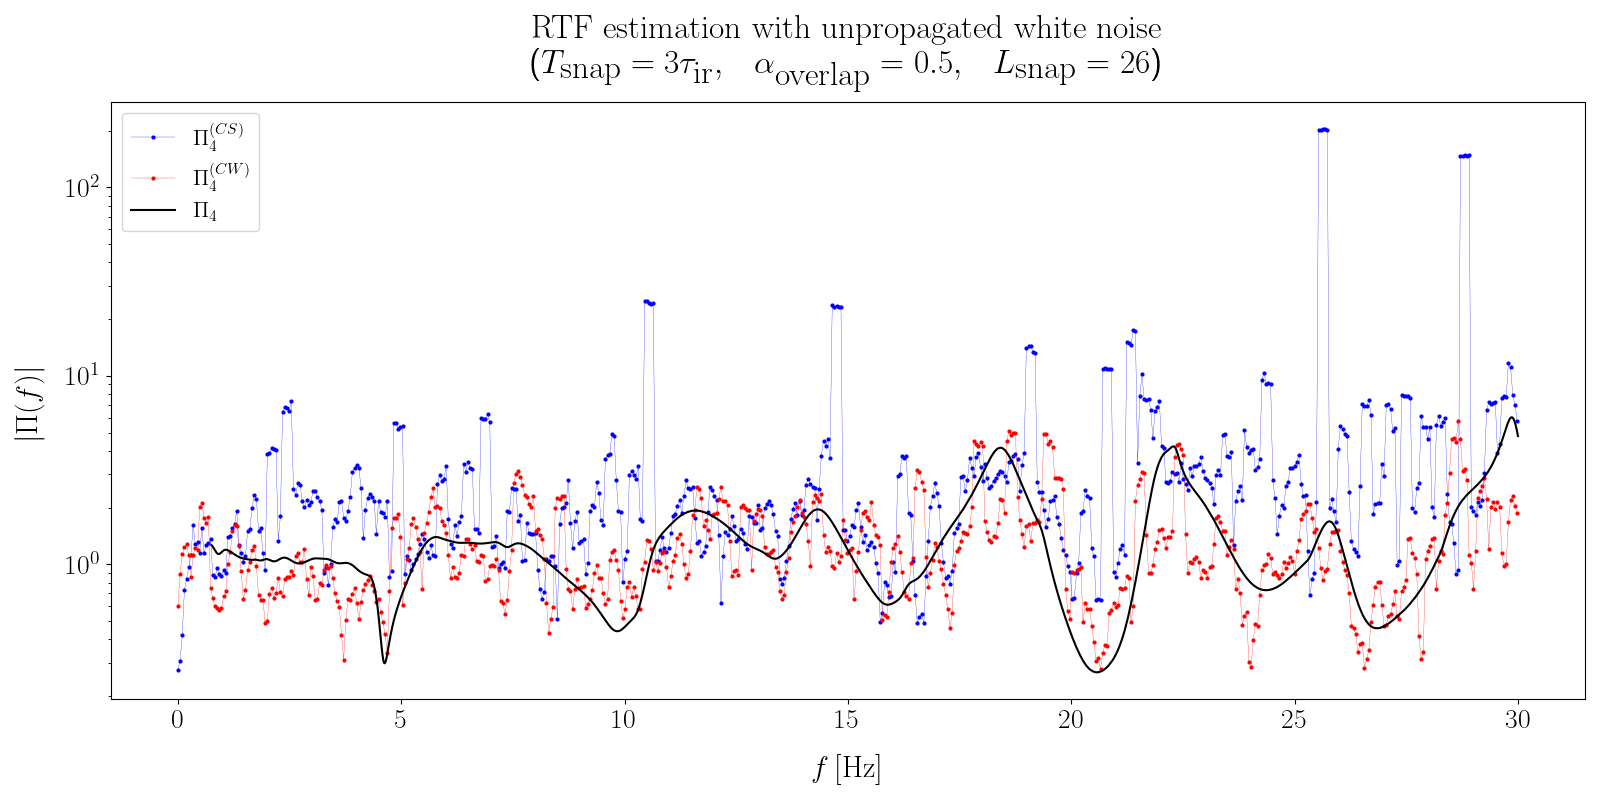 RTF estimation with unpropagated white noise
(T_snap = 3τ_ir, α_overlap = 0.5, L_snap = 26)
Π_4^(CS)
Π_4^(CW)
Π_4
|Π(f)|
10^2
10^1
10^0
0 5 10 15 20 25 30
f [Hz]